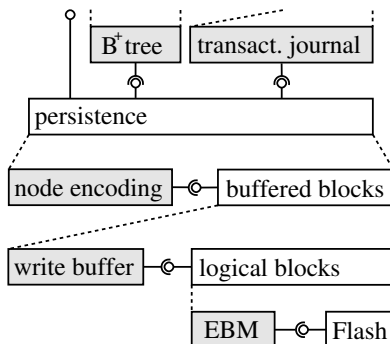 B+ tree
transact. journal
persistence
node encoding
buffered blocks
write buffer
logical blocks
EBM
Flash